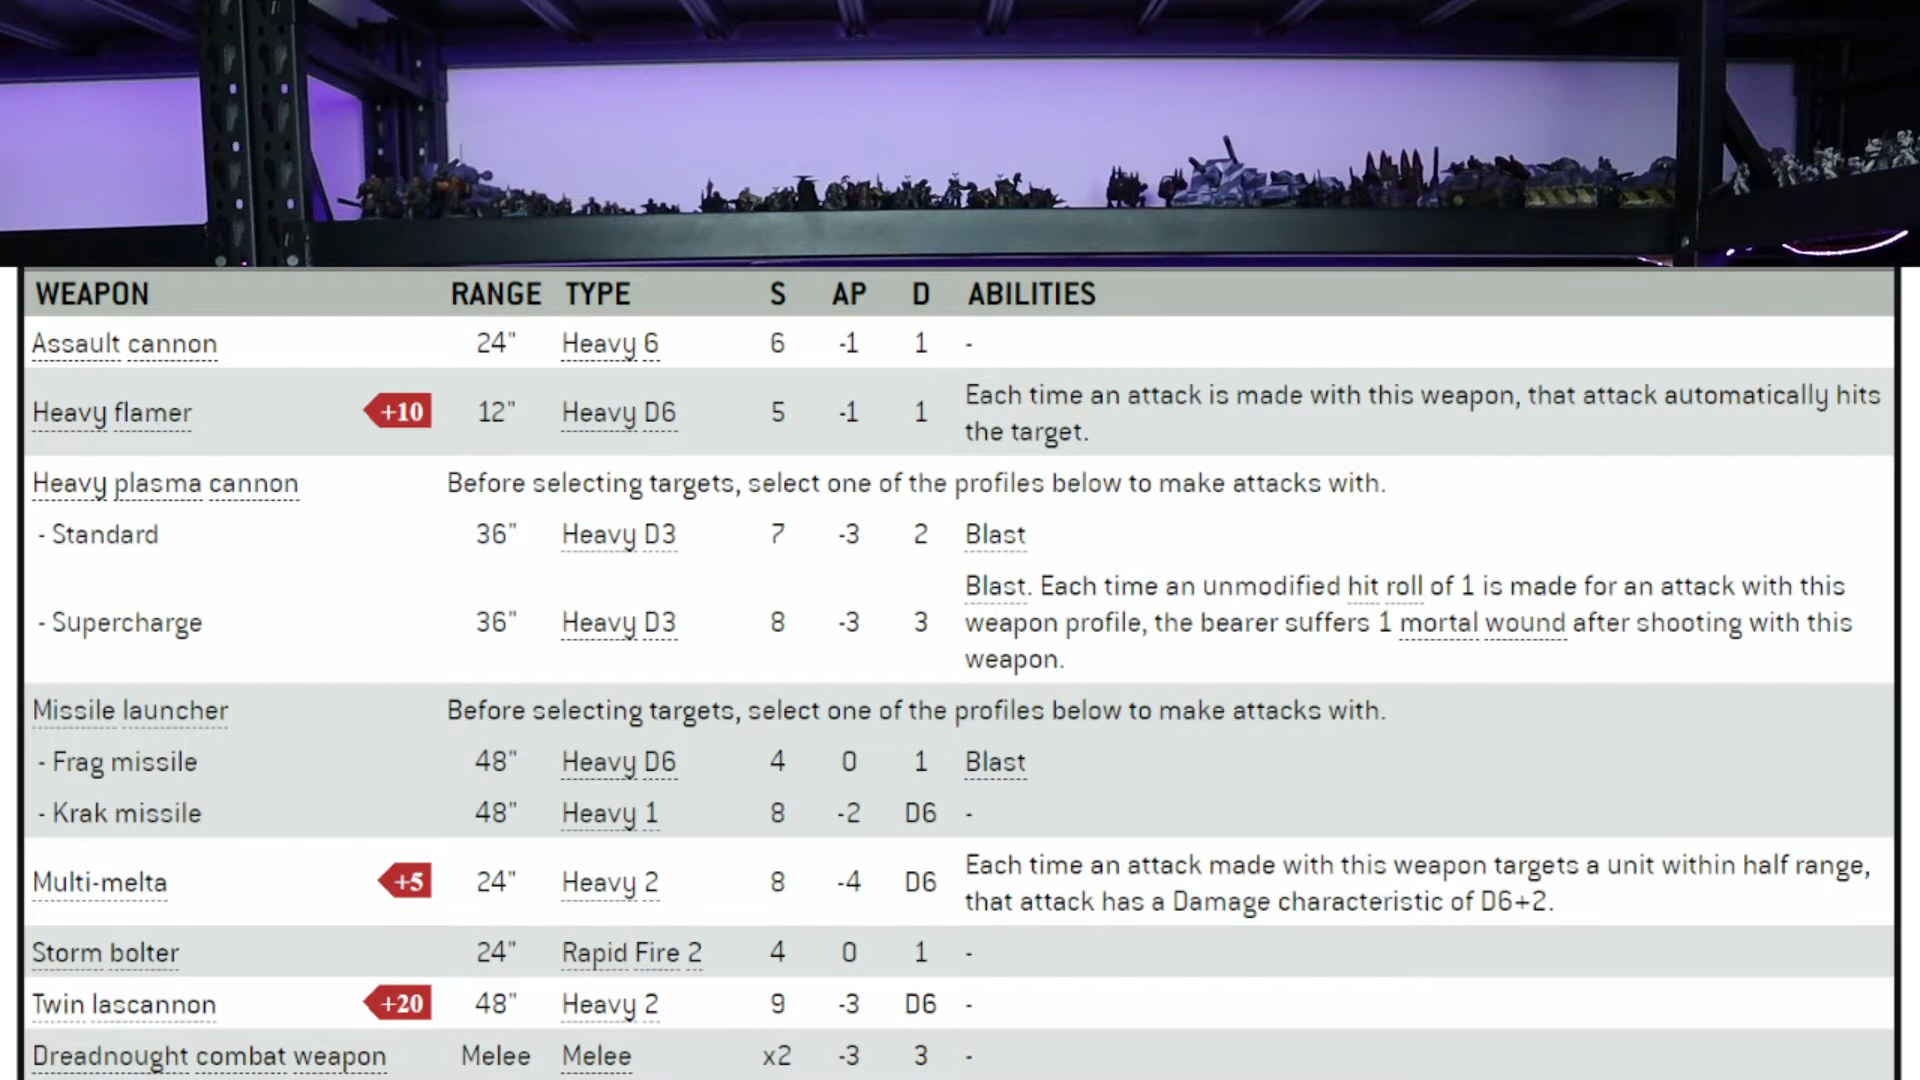 WEAPON RANGE TYPE S AP D ABILITIES
Assault cannon 24" Heavy 6 6 -1 1 -
Heavy flamer +10 12" Heavy D6 5 -1 1 Each time an attack is made with this weapon, that attack automatically hits
the target.
Heavy plasma cannon Before selecting targets, select one of the profiles below to make attacks with.
- Standard 36" Heavy D3 7 -3 2 Blast
- Supercharge 36" Heavy D3 8 -3 3 Blast. Each time an unmodified hit roll of 1 is made for an attack with this
weapon profile, the bearer suffers 1 mortal wound after shooting with this
weapon.
Missile launcher Before selecting targets, select one of the profiles below to make attacks with.
- Frag missile 48" Heavy D6 4 0 1 Blast
- Krak missile 48" Heavy 1 8 -2 D6 -
Multi-melta +5 24" Heavy 2 8 -4 D6 Each time an attack made with this weapon targets a unit within half range,
that attack has a Damage characteristic of D6+2.
Storm bolter 24" Rapid Fire 2 4 0 1 -
Twin lascannon +20 48" Heavy 2 9 -3 D6 -
Dreadnought combat weapon Melee Melee x2 -3 3 -